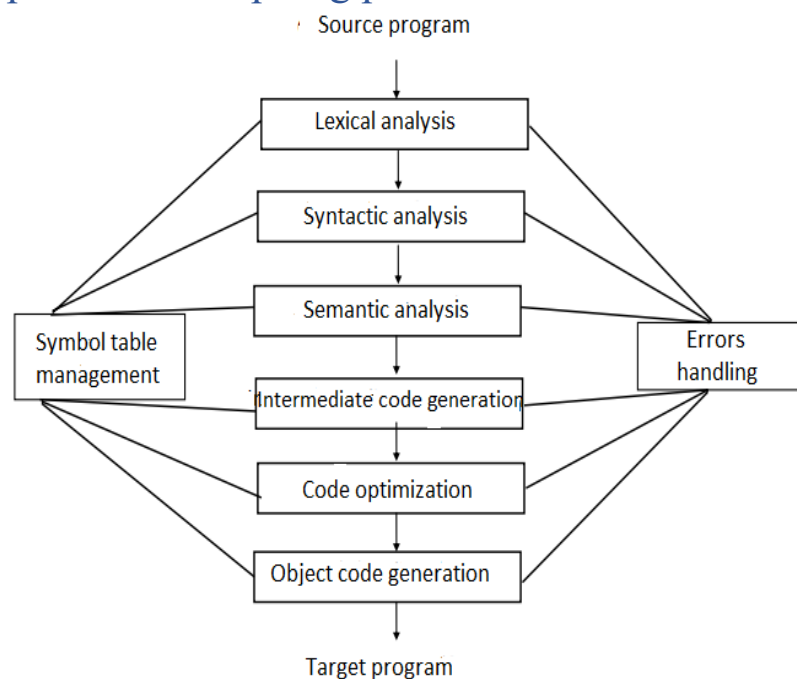 Source program
Lexical analysis
Syntactic analysis
Semantic analysis
Symbol table
management
Errors
handling
Intermediate code generation
Code optimization
Object code generation
Target program